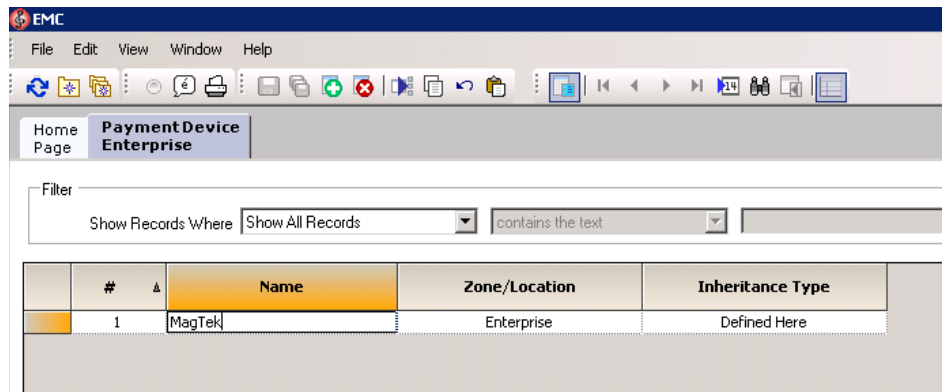 EMC
File Edit View Window Help
é 14
Home Page
Payment Device Enterprise
Filter
Show Records Where Show All Records contains the text
# Name Zone/Location Inheritance Type
1 MagTek Enterprise Defined Here